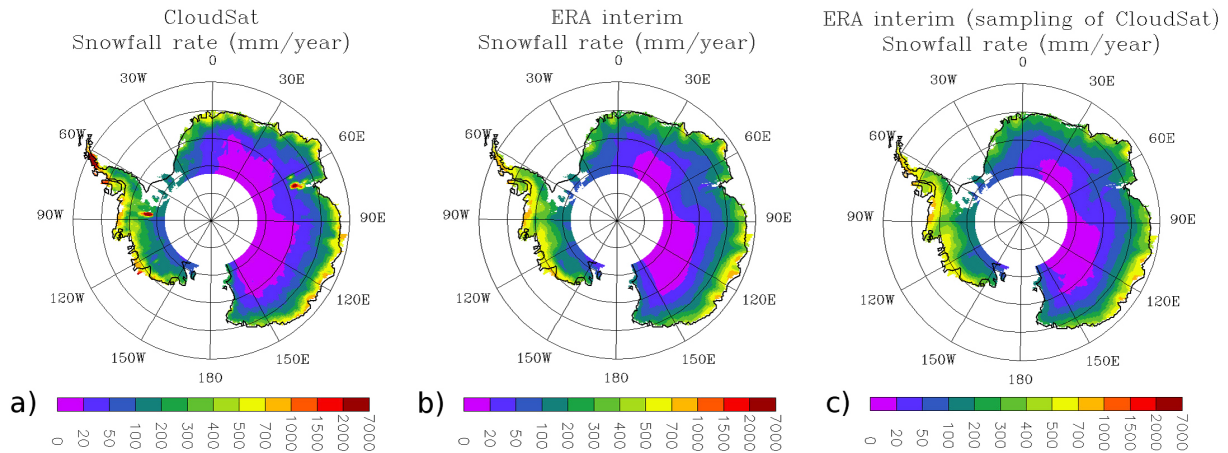 CloudSat
Snowfall rate (mm/year)
0
30W
30E
60W
60E
90W
90E
120W
120E
150W
150E
180
a)
0 20 50 100 200 300 400 500 700 1000 1500 2000 7000
ERA interim
Snowfall rate (mm/year)
0
30W
30E
60W
60E
90W
90E
120W
120E
150W
150E
180
b)
0 20 50 100 200 300 400 500 700 1000 1500 2000 7000
ERA interim (sampling of CloudSat)
Snowfall rate (mm/year)
0
30W
30E
60W
60E
90W
90E
120W
120E
150W
150E
180
c)
0 20 50 100 200 300 400 500 700 1000 1500 2000 7000